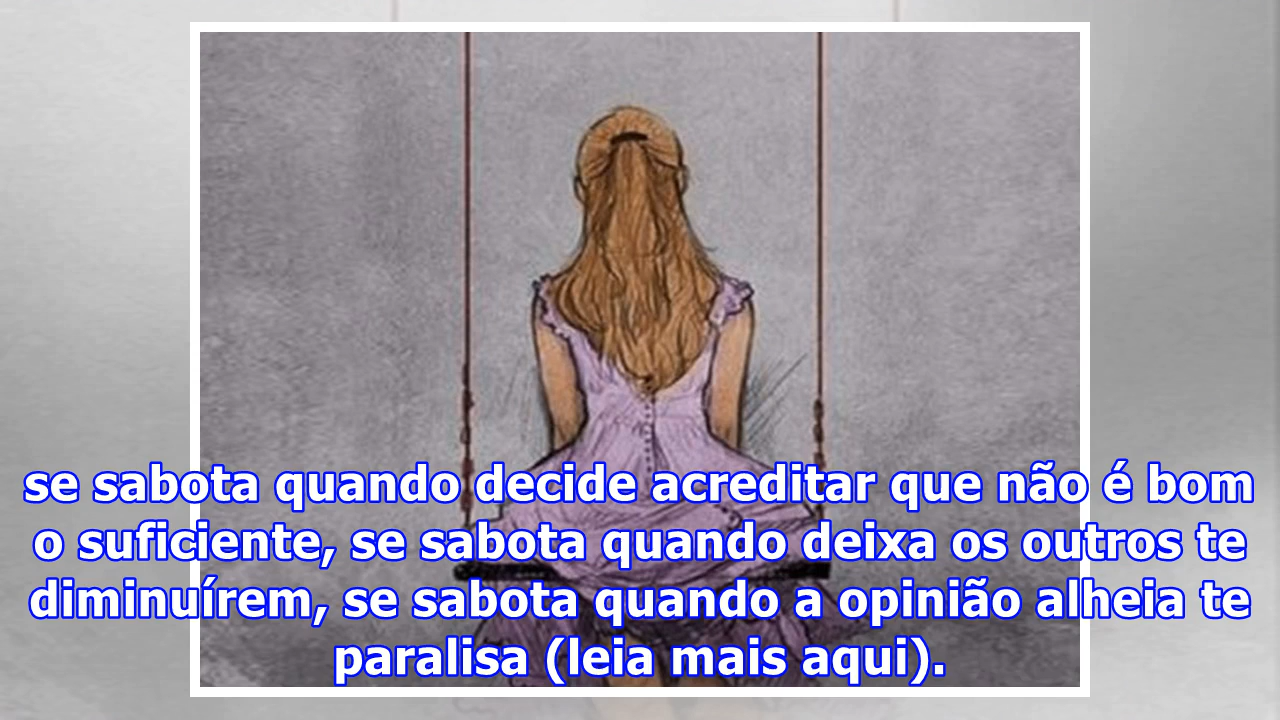 se sabota quando decide acreditar que não é bom
o suficiente, se sabota quando deixa os outros te
diminuírem, se sabota quando a opinião alheia te
paralisa (leia mais aqui).